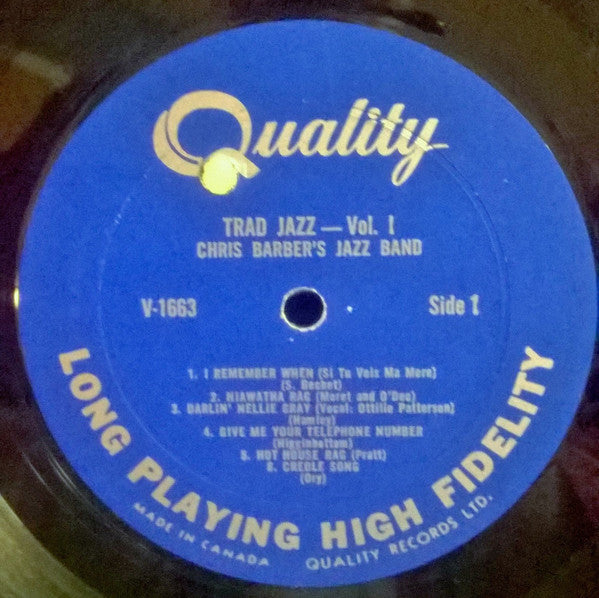 Quality
TRAD JAZZ — Vol. 1
CHRIS BARBER'S JAZZ BAND
V-1663
Side 1
1. I REMEMBER WHEN (Si Tu Vois Ma Mere)
(S. Bechet)
2. HIAWATHA RAG (Moret and O'Dea)
3. DARLIN' NELLIE GRAY (Vocal: Ottilie Patterson)
(Hamley)
4. GIVE ME YOUR TELEPHONE NUMBER
(Higginbottam)
5. HOT HOUSE RAG (Pratt)
6. CREOLE SONG
(Ory)
LONG PLAYING HIGH FIDELITY
MADE IN CANADA QUALITY RECORDS LTD.